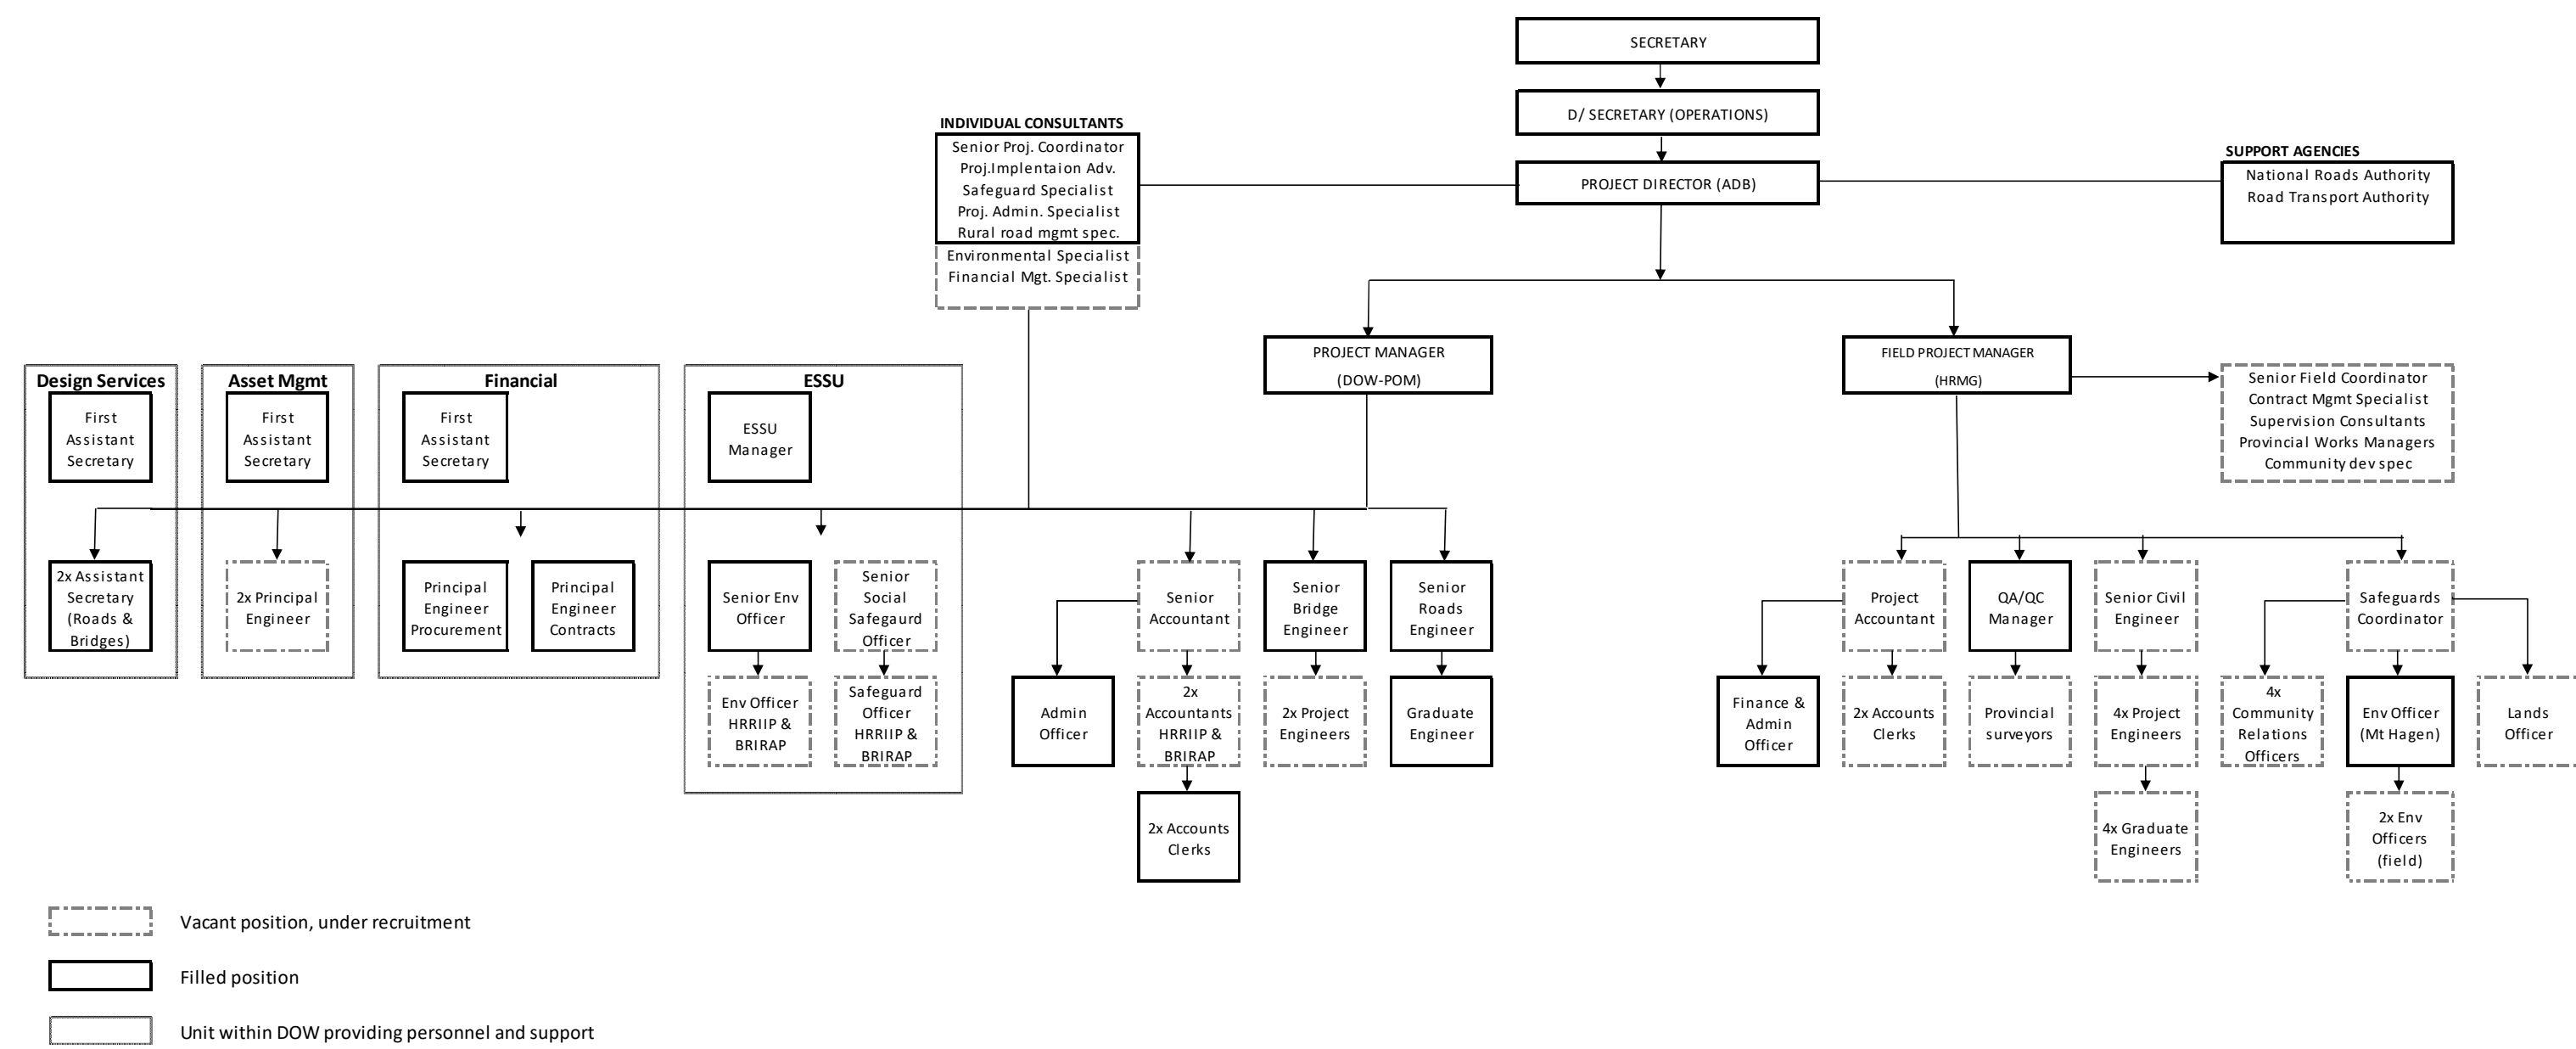 SECRETARY
D/ SECRETARY (OPERATIONS)
PROJECT DIRECTOR (ADB)
INDIVIDUAL CONSULTANTS
Senior Proj. Coordinator
Proj.Implentaion Adv.
Safeguard Specialist
Proj. Admin. Specialist
Rural road mgmt spec.
Environmental Specialist
Financial Mgt. Specialist
SUPPORT AGENCIES
National Roads Authority
Road Transport Authority
PROJECT MANAGER
(DOW-POM)
FIELD PROJECT MANAGER
(HRMG)
Senior Field Coordinator
Contract Mgmt Specialist
Supervision Consultants
Provincial Works Managers
Community dev spec
Design Services
First
Assistant
Secretary
Asset Mgmt
First
Assistant
Secretary
Financial
First
Assistant
Secretary
ESSU
ESSU
Manager
2x Assistant
Secretary
(Roads &
Bridges)
2x Principal
Engineer
Principal
Engineer
Procurement
Principal
Engineer
Contracts
Senior Env
Officer
Senior
Social
Safegaurd
Officer
Senior
Accountant
Senior
Bridge
Engineer
Senior
Roads
Engineer
Project
Accountant
QA/QC
Manager
Senior Civil
Engineer
Safeguards
Coordinator
Env Officer
HRRIIP &
BRIRAP
Safeguard
Officer
HRRIIP &
BRIRAP
Admin
Officer
2x
Accountants
HRRIIP &
BRIRAP
2x Project
Engineers
Graduate
Engineer
Finance &
Admin
Officer
2x Accounts
Clerks
Provincial
surveyors
4x Project
Engineers
4x
Community
Relations
Officers
Env Officer
(Mt Hagen)
Lands
Officer
2x Accounts
Clerks
4x Graduate
Engineers
2x Env
Officers
(field)
Vacant position, under recruitment
Filled position
Unit within DOW providing personnel and support